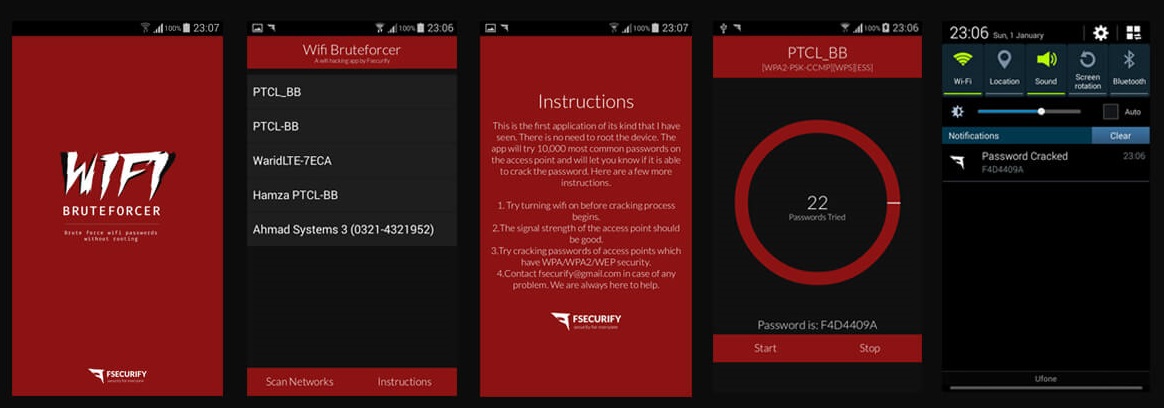 100% 23:07
WIFI
BRUTEFORCER
Brute force wifi passwords
without rooting
FSECURIFY
security for everyone
100% 23:06
Wifi Bruteforcer
A wifi hacking app by Fsecurify
PTCL_BB
PTCL-BB
WaridLTE-7ECA
Hamza PTCL-BB
Ahmad Systems 3 (0321-4321952)
Scan Networks
Instructions
100% 23:07
Instructions
This is the first application of its kind that I have
seen. There is no need to root the device. The
app will try 10,000 most common passwords on
the access point and will let you know if it is able
to crack the password. Here are a few more
instructions.
1. Try turning wifi on before cracking process
begins.
2.The signal strength of the access point should
be good.
3.Try cracking passwords of access points which
have WPA/WPA2/WEP security.
4.Contact fsecurify@gmail.com in case of any
problem. We are always here to help.
FSECURIFY
security for everyone
100% 23:06
PTCL_BB
[WPA2-PSK-CCMP][WPS][ESS]
22
Passwords Tried
Password is: F4D4409A
Start
Stop
23:06 Sun, 1 January
Wi-Fi
Location
Sound
Screen
rotation
Bluetooth
Auto
Notifications
Clear
Password Cracked 23:06
F4D4409A
Ufone